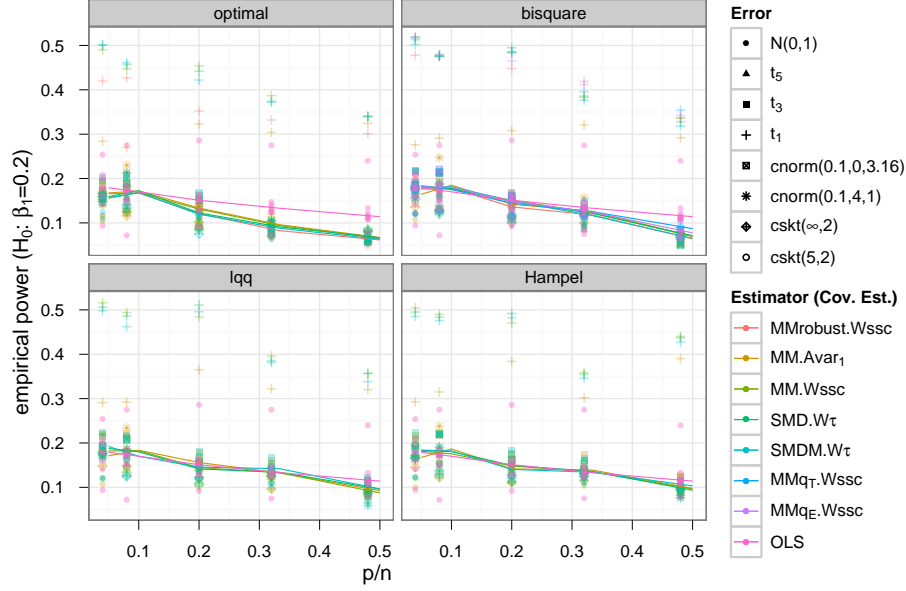 optimal
bisquare
0.5
0.4
0.3
0.2
0.1
lqq
Hampel
0.5
0.4
0.3
0.2
0.1
0.1
0.2
0.3
0.4
0.5
0.1
0.2
0.3
0.4
0.5
p/n
empirical power (H₀: β₁=0.2)
Error
N(0,1)
t₅
t₃
t₁
cnorm(0.1,0,3.16)
cnorm(0.1,4,1)
cskt(∞,2)
cskt(5,2)
Estimator (Cov. Est.)
MMrobust.Wssc
MM.Avar₁
MM.Wssc
SMD.Wτ
SMDM.Wτ
MMqT.Wssc
MMqE.Wssc
OLS